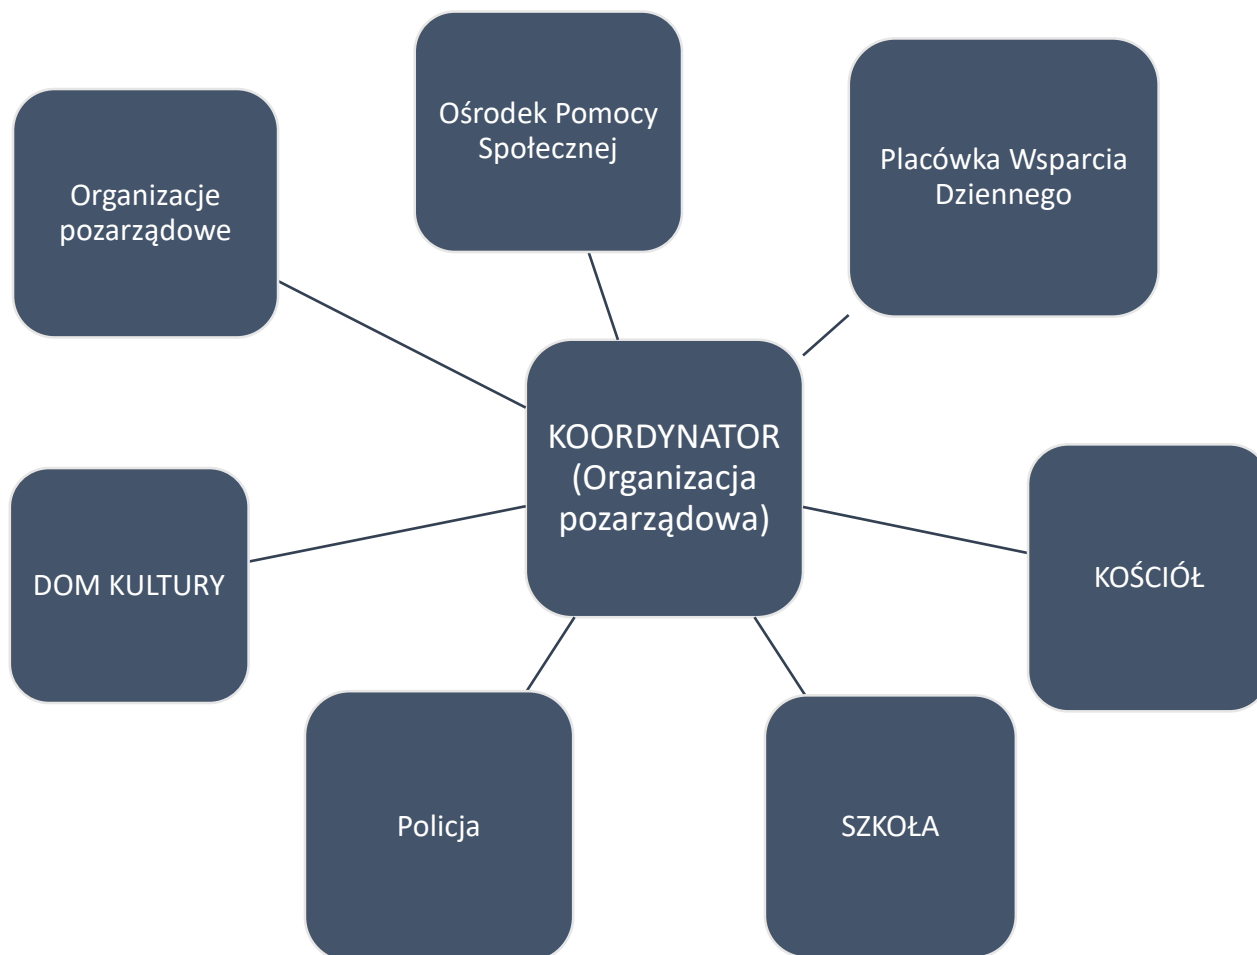 Ośrodek Pomocy
Społecznej
Placówka Wsparcia
Dziennego
Organizacje
pozarządowe
KOORDYNATOR
(Organizacja
pozarządowa)
KOŚCIÓŁ
DOM KULTURY
Policja
SZKOŁA